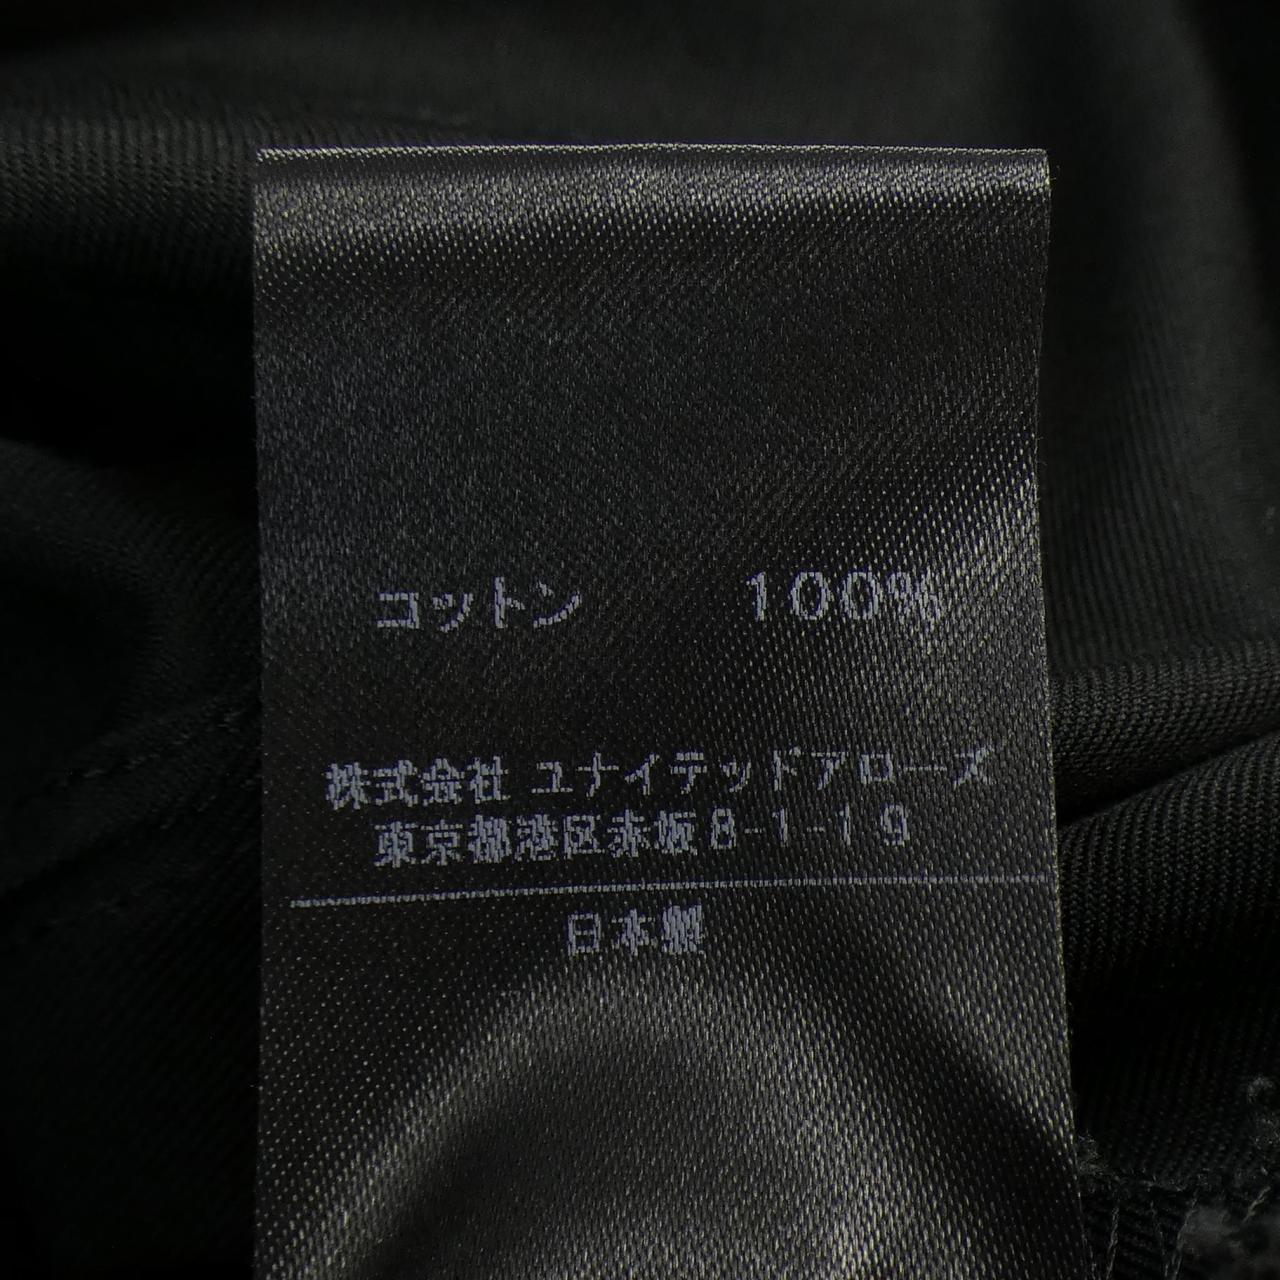 コットン 100%
株式会社 ユナイテッドアローズ
東京都港区赤坂8-1-19
日本製